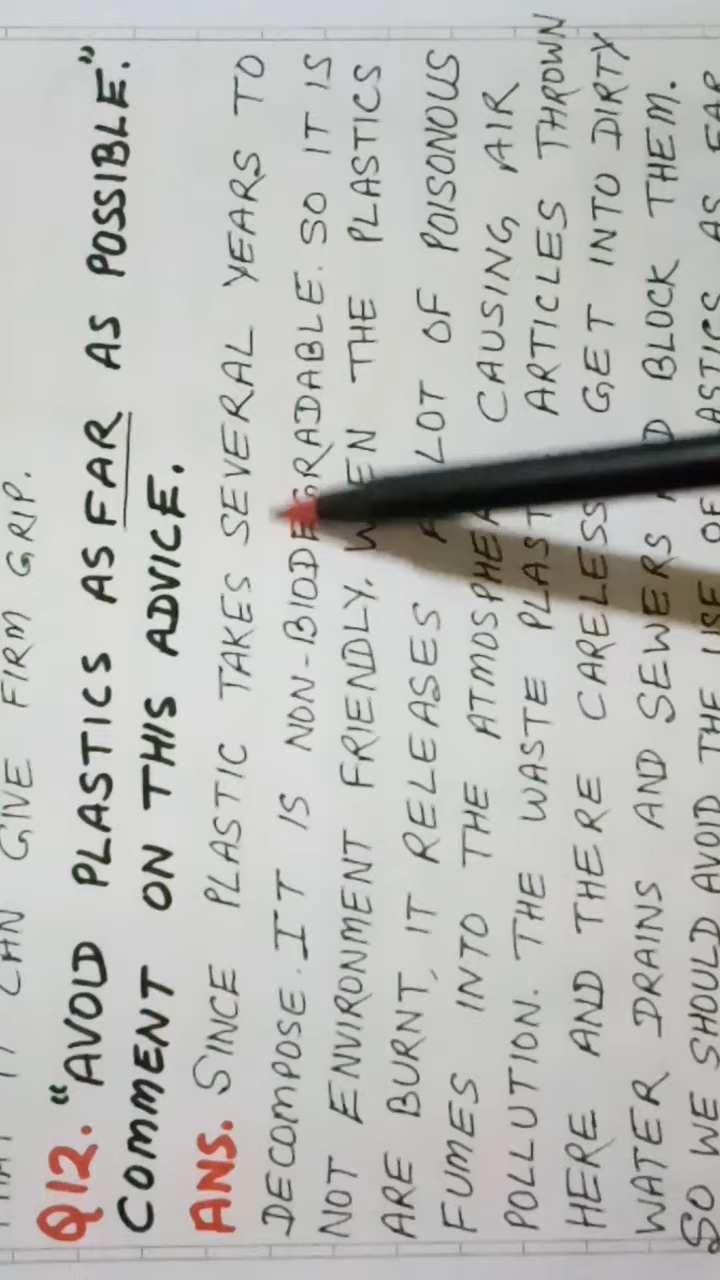 IT CAN GIVE FIRM GRIP.
Q12. "AVOID PLASTICS AS FAR AS POSSIBLE."
COMMENT ON THIS ADVICE.
ANS. SINCE PLASTIC TAKES SEVERAL YEARS TO
DECOMPOSE. IT IS NON-BIODEGRADABLE. SO IT IS
NOT ENVIRONMENT FRIENDLY. WHEN THE PLASTICS
ARE BURNT, IT RELEASES A LOT OF POISONOUS
FUMES INTO THE ATMOSPHE CAUSING AIR
POLLUTION. THE WASTE PLAST ARTICLES THROWN
HERE AND THERE CARELESS GET INTO DIRTY
WATER DRAINS AND SEWERS BLOCK THEM.
SO WE SHOULD AVOID THE USE OF PLASTICS AS FAR